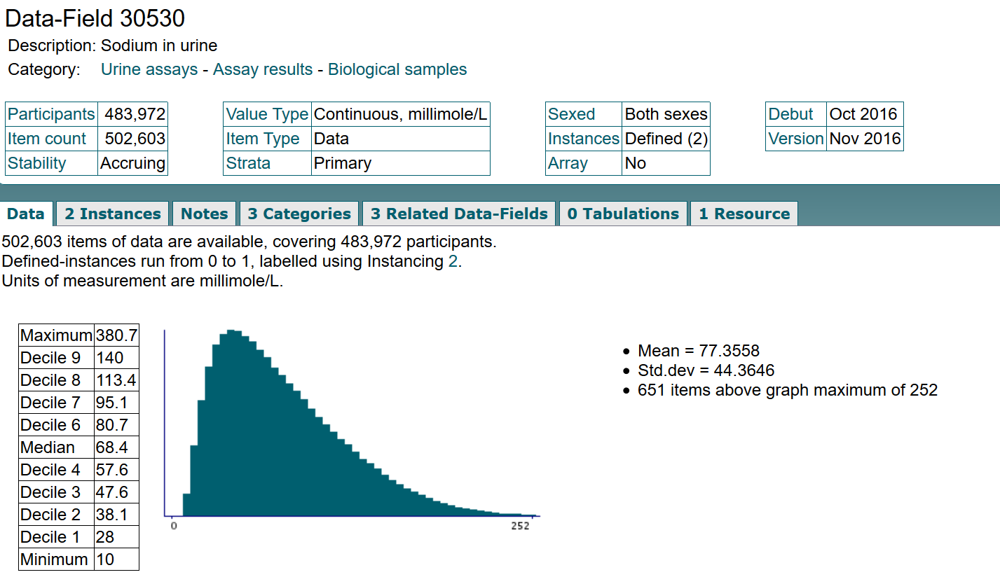 Data-Field 30530
Description: Sodium in urine
Category: Urine assays - Assay results - Biological samples
Participants 483,972
Item count 502,603
Stability Accruing
Value Type Continuous, millimole/L
Item Type Data
Strata Primary
Sexed Both sexes
Instances Defined (2)
Array No
Debut Oct 2016
Version Nov 2016
Data 2 Instances Notes 3 Categories 3 Related Data-Fields 0 Tabulations 1 Resource
502,603 items of data are available, covering 483,972 participants.
Defined-instances run from 0 to 1, labelled using Instancing 2.
Units of measurement are millimole/L.
Maximum 380.7
Decile 9 140
Decile 8 113.4
Decile 7 95.1
Decile 6 80.7
Median 68.4
Decile 4 57.6
Decile 3 47.6
Decile 2 38.1
Decile 1 28
Minimum 10
0 252
• Mean = 77.3558
• Std.dev = 44.3646
• 651 items above graph maximum of 252